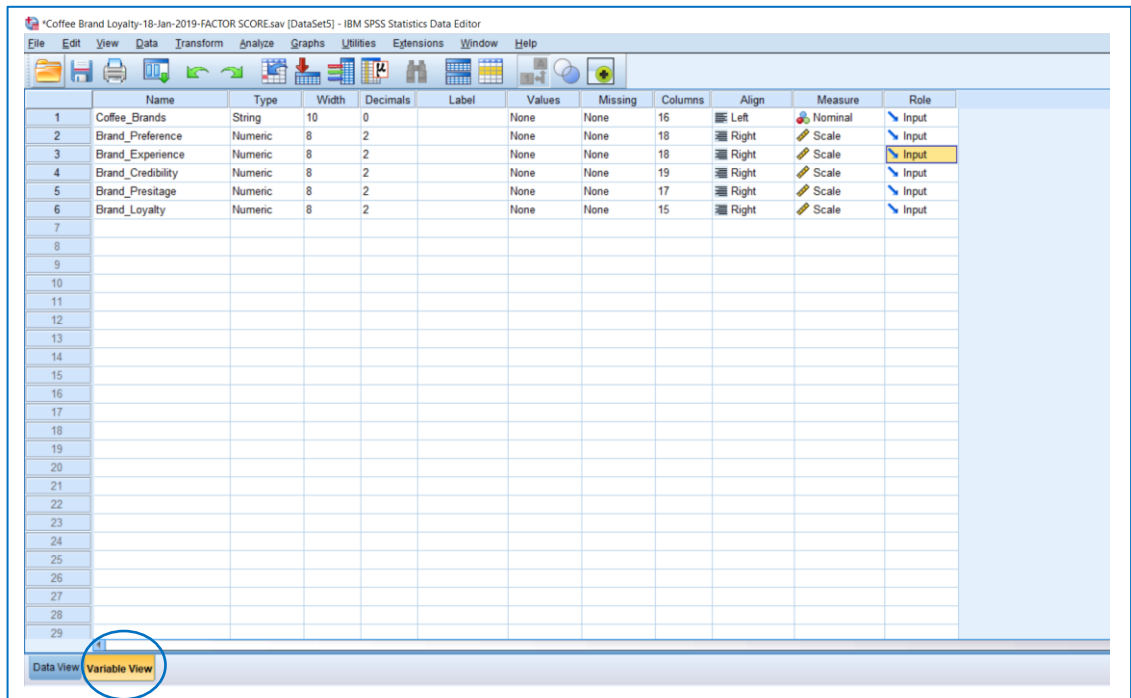 *Coffee Brand Loyalty-18-Jan-2019-FACTOR SCORE.sav [DataSet5] - IBM SPSS Statistics Data Editor
File Edit View Data Transform Analyze Graphs Utilities Extensions Window Help
Name Type Width Decimals Label Values Missing Columns Align Measure Role
1 Coffee_Brands String 10 0 None None 16 Left Nominal Input
2 Brand_Preference Numeric 8 2 None None 18 Right Scale Input
3 Brand_Experience Numeric 8 2 None None 18 Right Scale Input
4 Brand_Credibility Numeric 8 2 None None 19 Right Scale Input
5 Brand_Presitage Numeric 8 2 None None 17 Right Scale Input
6 Brand_Loyalty Numeric 8 2 None None 15 Right Scale Input
7
8
9
10
11
12
13
14
15
16
17
18
19
20
21
22
23
24
25
26
27
28
29
Data View Variable View